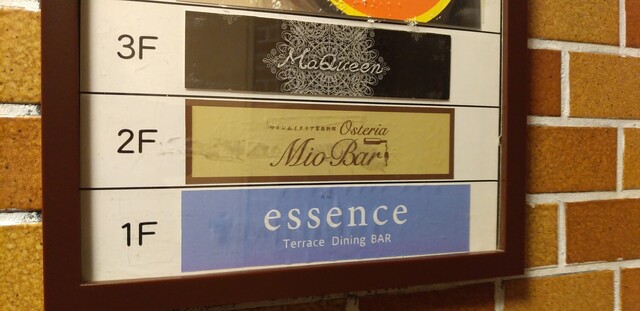 3F
MaQueen
2F
Osteria
Mio Bar
1F
essence
Terrace Dining BAR